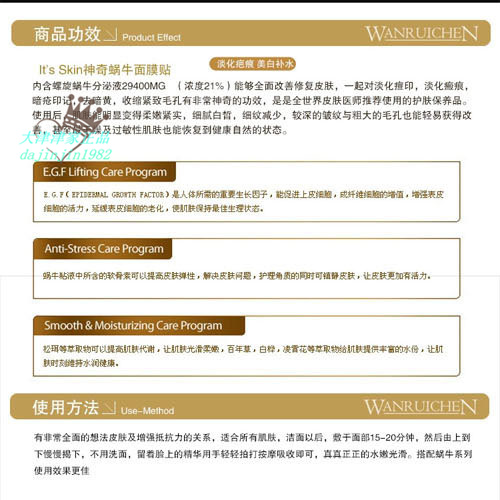 商品功效 Product Effect WANRUICHEN
淡化疤痕 美白补水
It's Skin神奇蜗牛面膜贴
内含螺旋蜗牛分泌液29400MG （浓度21%）能够全面改善修复皮肤，一起对淡化痘印，淡化瘢痕，
暗疮印记，去暗黄，收缩紧致毛孔有非常神奇的功效，是是全世界皮肤医师推荐使用的护肤保养品。
使用后，肌肤能明显变得柔嫩紧实，细腻白皙，细纹减少，较深的皱纹与粗大的毛孔也能轻易获得改
善，甚至疲劳及过敏性肌肤也能恢复到健康自然的状态。
大津津乐正品
dajinjin1982
E.G.F Lifting Care Program
E.G.F（EPIDERMAL GROWTH FACTOR）是人体所需的重要生长因子，能促进上皮细胞，成纤维细胞的增值，增强表皮
细胞的活力，延缓表皮细胞的老化，使肌肤保持最佳生理状态。
Anti-Stress Care Program
蜗牛粘液中所含的软骨素可以提高皮肤弹性，解决皮肤问题，护理角质的同时可镇静皮肤，让皮肤更加有活力。
Smooth & Moisturizing Care Program
松珥等萃取物可以提高肌肤代谢，让肌肤光滑柔嫩，百年草，白桦，凌霄花等萃取物给肌肤提供丰富的水份，让肌
肤时刻维持水润健康。
使用方法 Use-Method WANRUICHEN
有非常全面的想法皮肤及增强抵抗力的关系，适合所有肌肤，洁面以后，敷于面部15-20分钟，然后由上到
下慢慢揭下，不用洗面，留着脸上的精华用手轻轻拍打按摩吸收即可，真真正正的水嫩光滑。搭配蜗牛系列
使用效果更佳